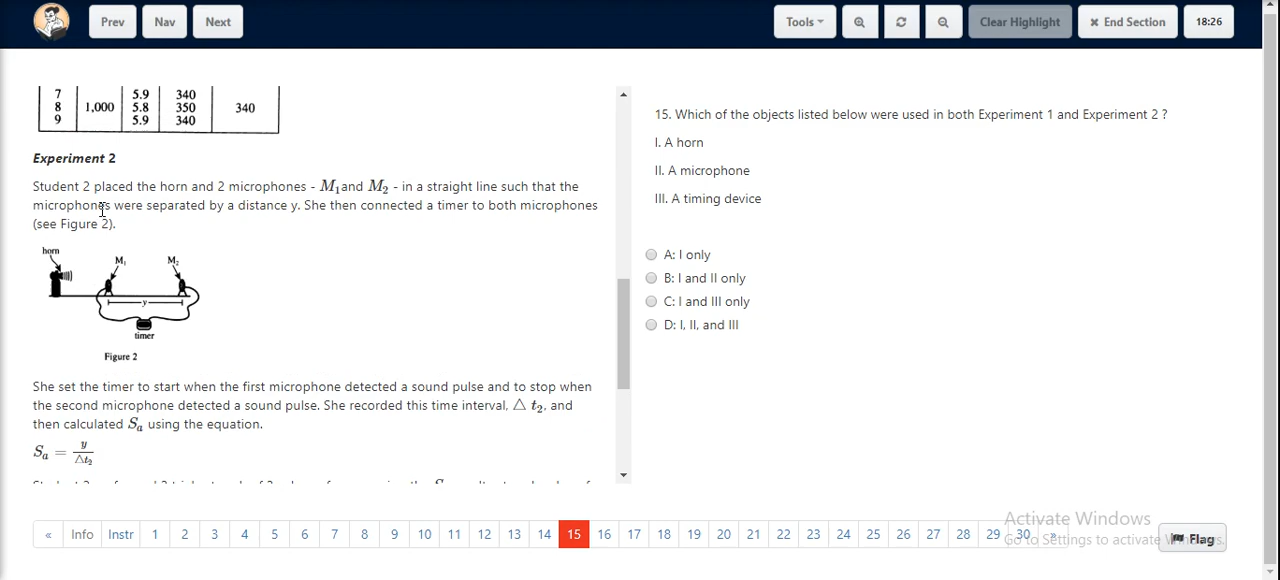 Prev
Nav
Next
Tools
Clear Highlight
✖ End Section
18:26
7 5.9 340
8 1,000 5.8 350 340
9 5.9 340
Experiment 2
Student 2 placed the horn and 2 microphones - M₁and M₂ - in a straight line such that the
microphones were separated by a distance y. She then connected a timer to both microphones
(see Figure 2).
horn
M₁
M₂
y
timer
Figure 2
She set the timer to start when the first microphone detected a sound pulse and to stop when
the second microphone detected a sound pulse. She recorded this time interval, △ t₂, and
then calculated Sₐ using the equation.
Sₐ = y/△t₂
15. Which of the objects listed below were used in both Experiment 1 and Experiment 2 ?
I. A horn
II. A microphone
III. A timing device
A: I only
B: I and II only
C: I and III only
D: I, II, and III
« Info Instr 1 2 3 4 5 6 7 8 9 10 11 12 13 14 15 16 17 18 19 20 21 22 23 24 25 26 27 28 29 30 »
Flag
Activate Windows
Go to Settings to activate Windows.